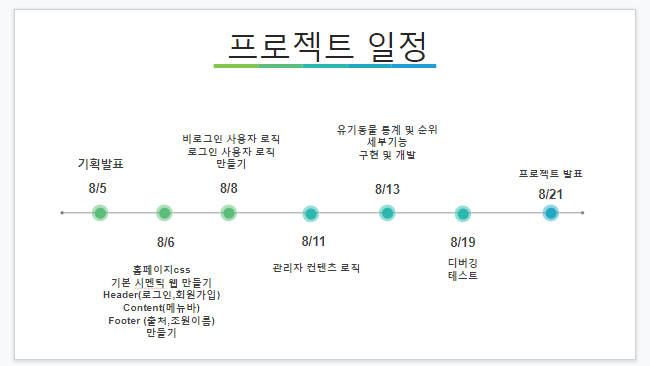 프로젝트 일정
기획발표
8/5
8/6
홈페이지css
기본 시멘틱 웹 만들기
Header(로그인,회원가입)
Content(메뉴바)
Footer (출처,조원이름)
만들기
비로그인 사용자 로직
로그인 사용자 로직
만들기
8/8
8/11
관리자 컨텐츠 로직
유기동물 통계 및 순위
세부기능
구현 및 개발
8/13
8/19
디버깅
테스트
프로젝트 발표
8/21